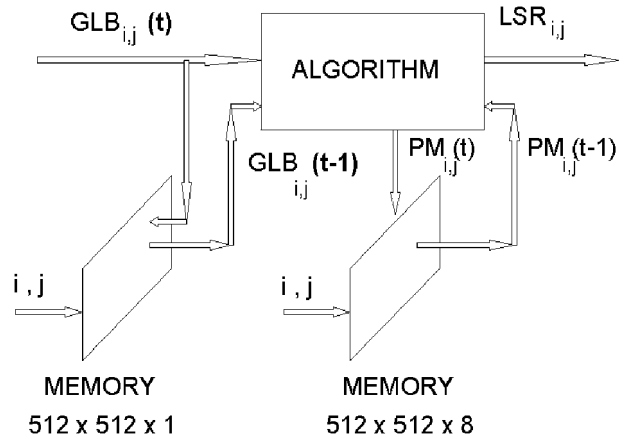 GLB i,j (t)
LSR i,j
ALGORITHM
GLB i,j (t-1)
PM i,j (t)
PM i,j (t-1)
i , j
i , j
MEMORY
512 x 512 x 1
MEMORY
512 x 512 x 8